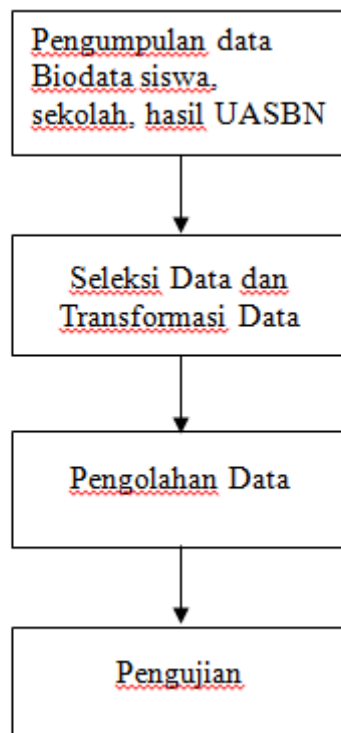 Pengumpulan data
Biodata siswa,
sekolah, hasil UASBN
Seleksi Data dan
Transformasi Data
Pengolahan Data
Pengujian